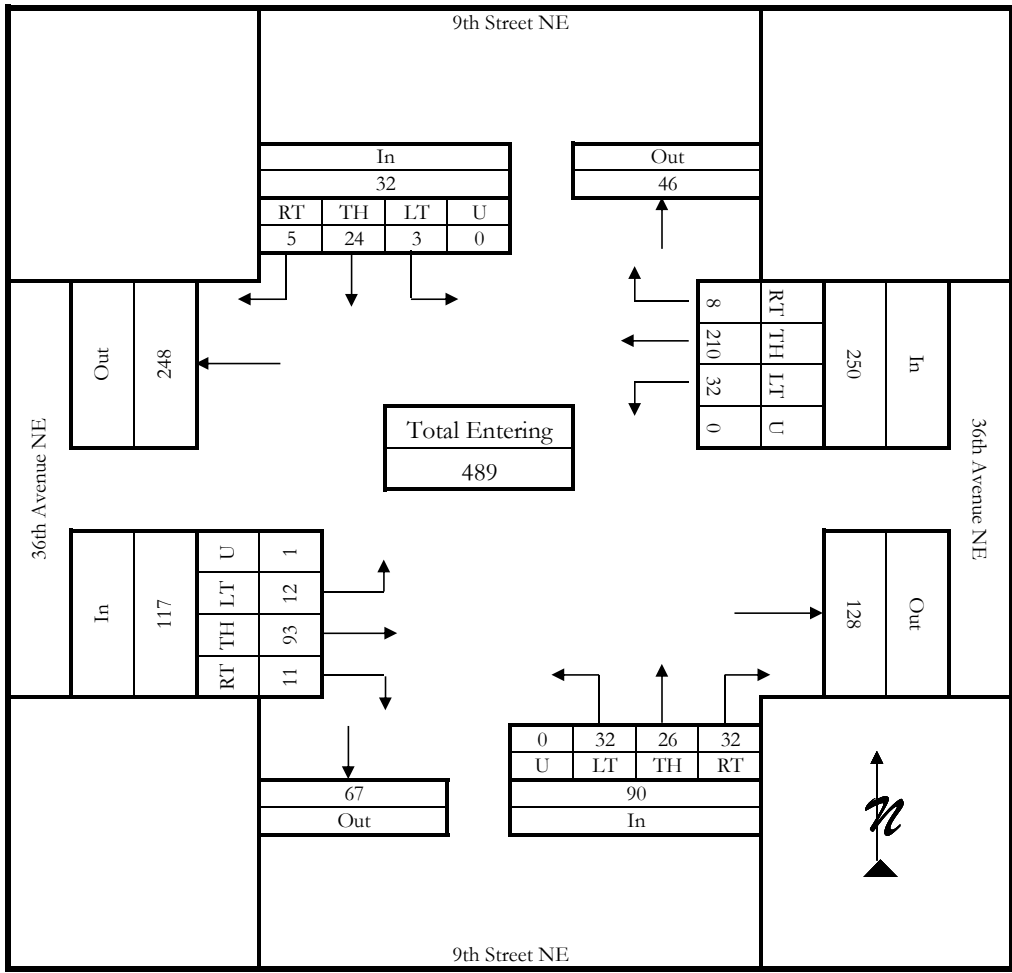 9th Street NE
In
32
RT TH LT U
5 24 3 0
Out
46
Out
248
36th Avenue NE
8 RT
210 TH
32 LT
0 U
250
In
36th Avenue NE
Total Entering
489
In
117
U 1
LT 12
TH 93
RT 11
128
Out
0 32 26 32
U LT TH RT
90
In
67
Out
N
9th Street NE